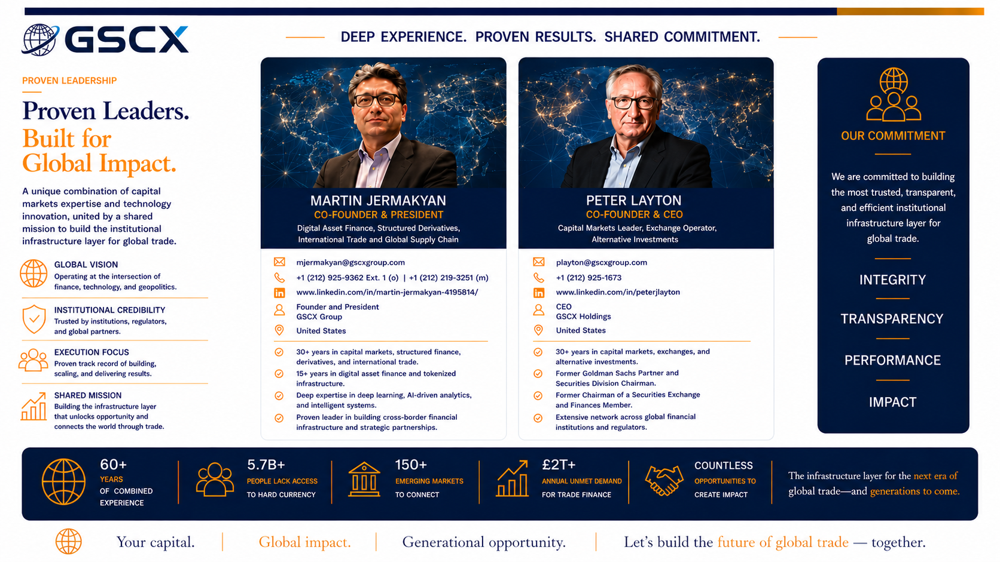 GSCX
DEEP EXPERIENCE. PROVEN RESULTS. SHARED COMMITMENT.
PROVEN LEADERSHIP
Proven Leaders.
Built for
Global Impact.
A unique combination of capital
markets expertise and technology
innovation, united by a shared
mission to build the institutional
infrastructure layer for global trade.
GLOBAL VISION
Operating at the intersection of
finance, technology, and geopolitics.
INSTITUTIONAL CREDIBILITY
Trusted by institutions, regulators,
and global partners.
EXECUTION FOCUS
Proven track record of building,
scaling, and delivering results.
SHARED MISSION
Building the infrastructure layer
that unlocks opportunity and
connects the world through trade.
MARTIN JERMAKYAN
CO-FOUNDER & PRESIDENT
Digital Asset Finance, Structured Derivatives,
International Trade and Global Supply Chain
mjermakyan@gscxgroup.com
+1 (212) 925-9362 Ext. 1 (o) | +1 (212) 219-3251 (m)
www.linkedin.com/in/martin-jermakyan-4195814/
Founder and President
GSCX Group
United States
30+ years in capital markets, structured finance,
derivatives, and international trade.
15+ years in digital asset finance and tokenized
infrastructure.
Deep expertise in deep learning, AI-driven analytics,
and intelligent systems.
Proven leader in building cross-border financial
infrastructure and strategic partnerships.
PETER LAYTON
CO-FOUNDER & CEO
Capital Markets Leader, Exchange Operator,
Alternative Investments
playton@gscxgroup.com
+1 (212) 925-1673
www.linkedin.com/in/peterjlayton
CEO
GSCX Holdings
United States
30+ years in capital markets, exchanges, and
alternative investments.
Former Goldman Sachs Partner and
Securities Division Chairman.
Former Chairman of a Securities Exchange
and Finances Member.
Extensive network across global financial
institutions and regulators.
OUR COMMITMENT
We are committed to building
the most trusted, transparent,
and efficient institutional
infrastructure layer for
global trade.
INTEGRITY
TRANSPARENCY
PERFORMANCE
IMPACT
60+
YEARS
OF COMBINED
EXPERIENCE
5.7B+
PEOPLE LACK ACCESS
TO HARD CURRENCY
150+
EMERGING MARKETS
TO CONNECT
£2T+
ANNUAL UNMET DEMAND
FOR TRADE FINANCE
COUNTLESS
OPPORTUNITIES TO
CREATE IMPACT
The infrastructure layer for the next era of
global trade—and generations to come.
Your capital.
Global impact.
Generational opportunity.
Let's build the future of global trade — together.